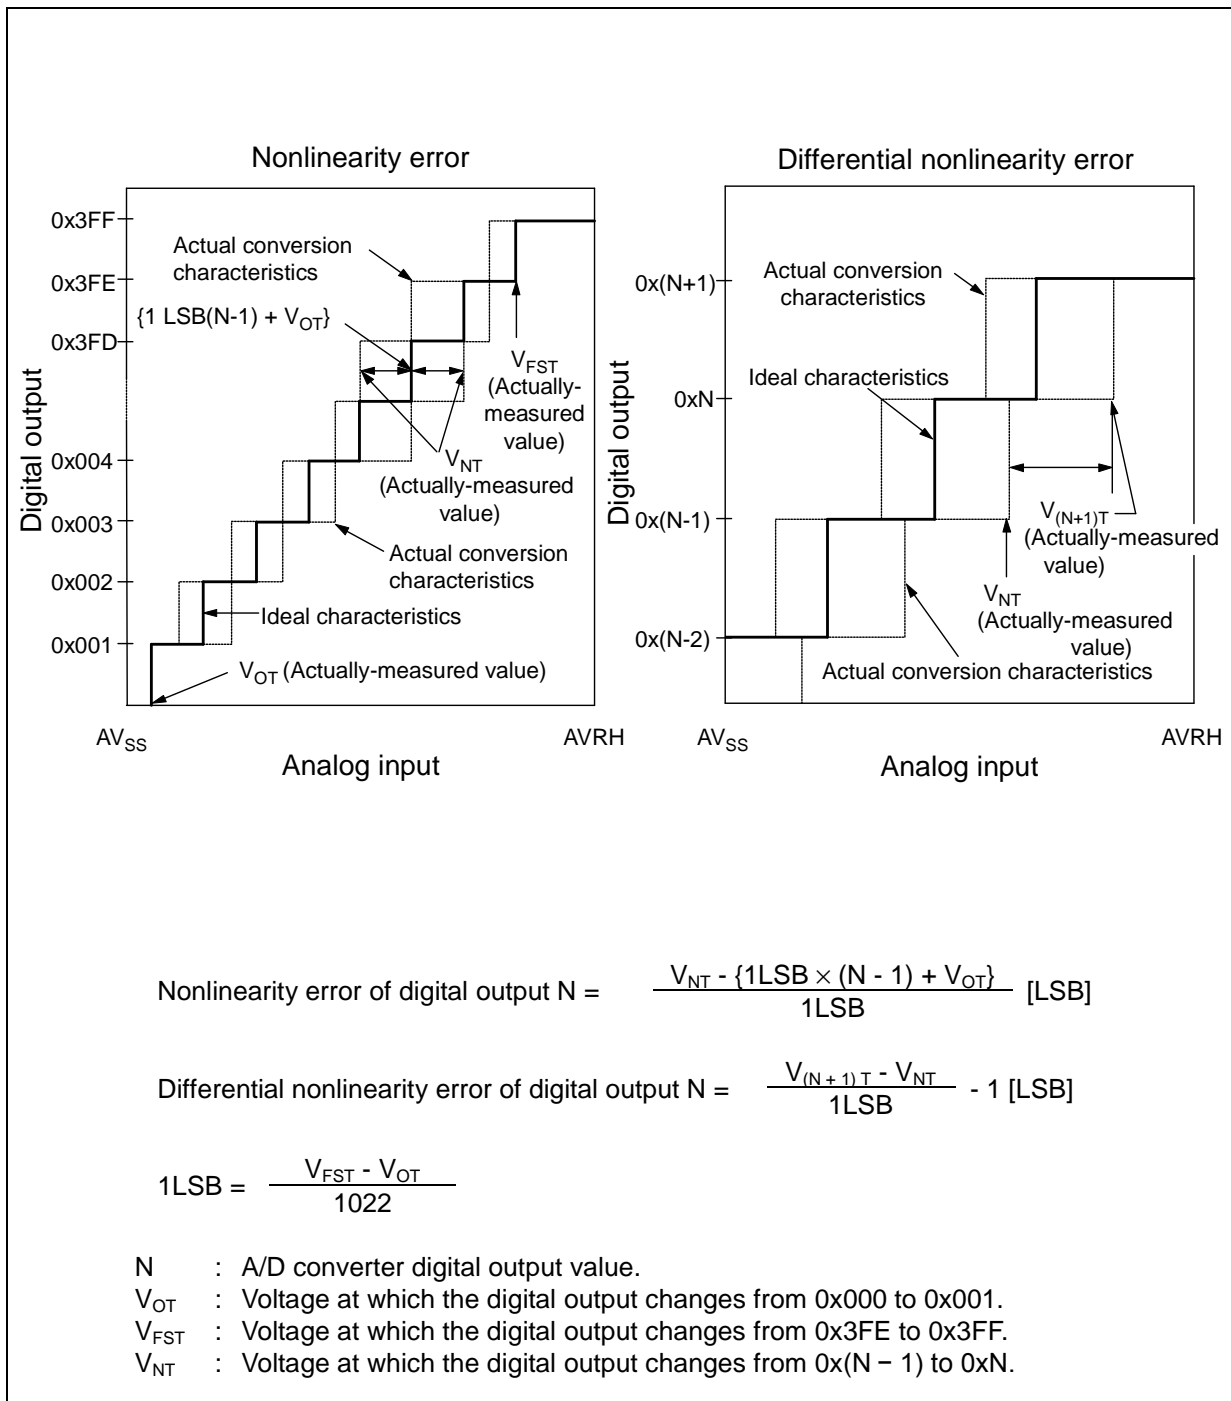 Nonlinearity error
Digital output
0x3FF
0x3FE
0x3FD
0x004
0x003
0x002
0x001
Actual conversion
characteristics
{1 LSB(N-1) + V_OT}
V_FST
(Actually-
measured
value)
V_NT
(Actually-measured
value)
Actual conversion
characteristics
Ideal characteristics
V_OT (Actually-measured value)
AV_SS
AVRH
Analog input
Differential nonlinearity error
Digital output
0x(N+1)
0xN
0x(N-1)
0x(N-2)
Actual conversion
characteristics
Ideal characteristics
V_(N+1)T
(Actually-measured
value)
V_NT
(Actually-measured
value)
Actual conversion characteristics
AV_SS
AVRH
Analog input
Nonlinearity error of digital output N =
V_NT - {1LSB × (N - 1) + V_OT}
1LSB
[LSB]
Differential nonlinearity error of digital output N =
V_(N + 1) T - V_NT
1LSB
- 1 [LSB]
1LSB =
V_FST - V_OT
1022
N : A/D converter digital output value.
V_OT : Voltage at which the digital output changes from 0x000 to 0x001.
V_FST : Voltage at which the digital output changes from 0x3FE to 0x3FF.
V_NT : Voltage at which the digital output changes from 0x(N − 1) to 0xN.